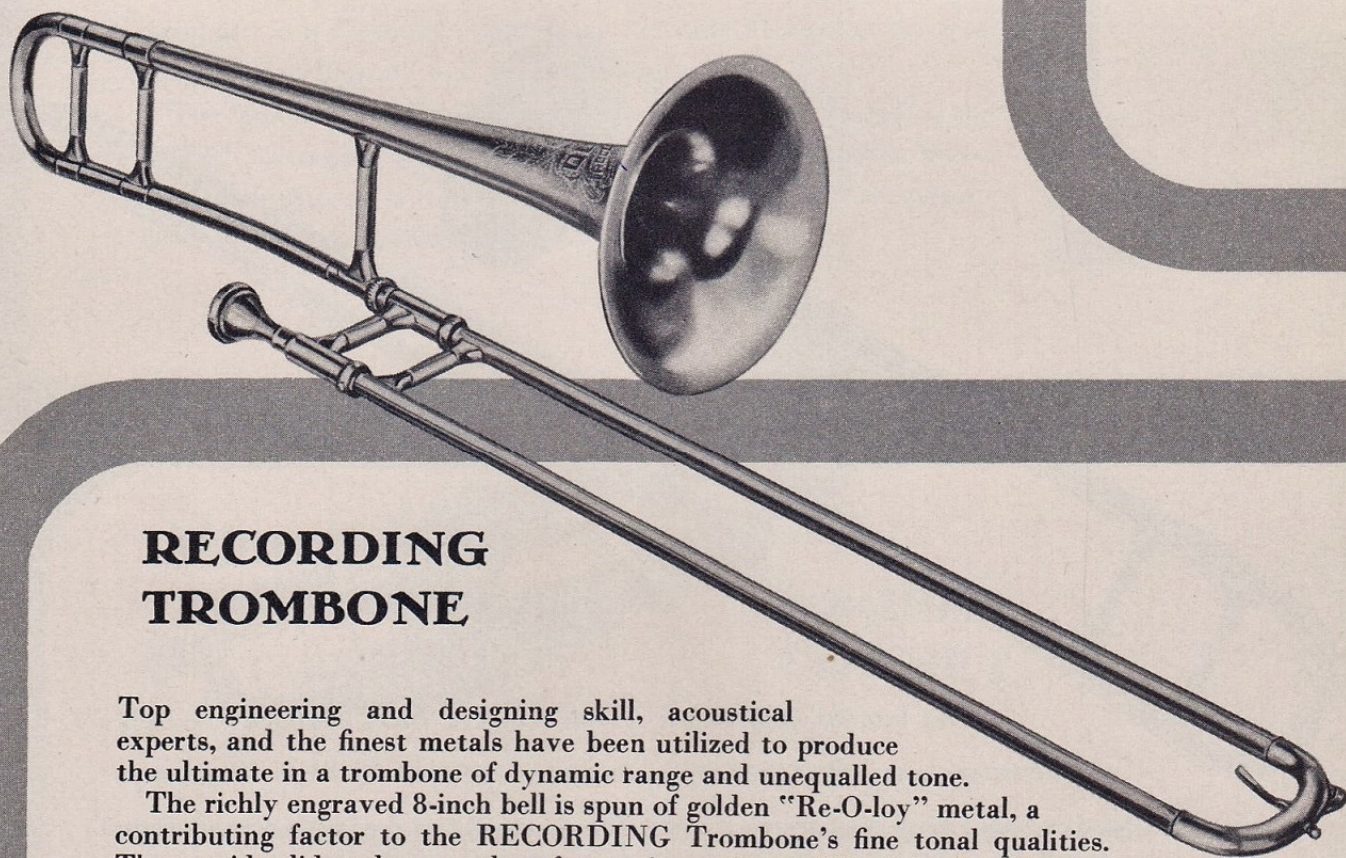 RECORDING
TROMBONE
Top engineering and designing skill, acoustical
experts, and the finest metals have been utilized to produce
the ultimate in a trombone of dynamic range and unequalled tone.
The richly engraved 8-inch bell is spun of golden "Re-O-loy" metal, a
contributing factor to the RECORDING Trombone's fine tonal qualities.